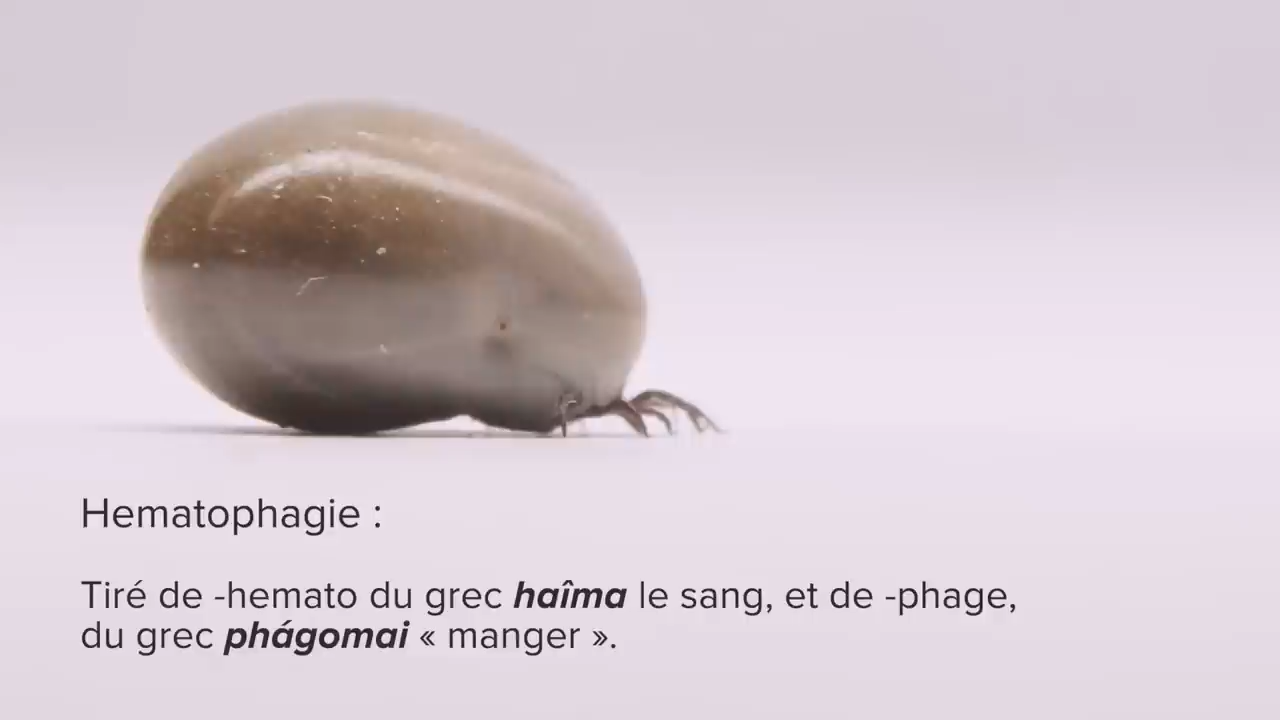 Hematophagie :
Tiré de -hemato du grec haîma le sang, et de -phage,
du grec phágomai « manger ».